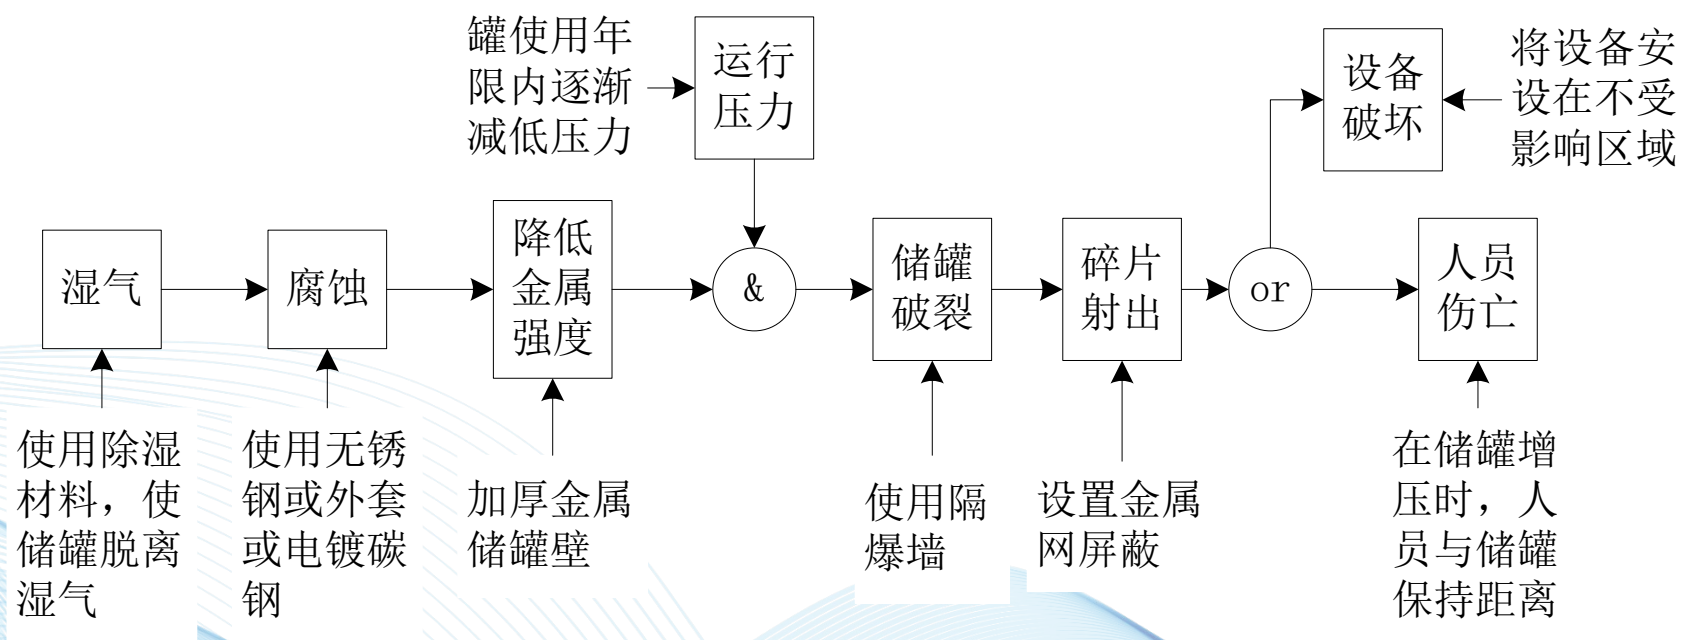 罐使用年
限内逐渐
减低压力
运行
压力
设备
破坏
将设备安
设在不受
影响区域
湿气
腐蚀
降低
金属
强度
&
储罐
破裂
碎片
射出
or
人员
伤亡
使用除湿
材料，使
储罐脱离
湿气
使用无锈
钢或外套
或电镀碳
钢
加厚金属
储罐壁
使用隔
爆墙
设置金属
网屏蔽
在储罐增
压时，人
员与储罐
保持距离